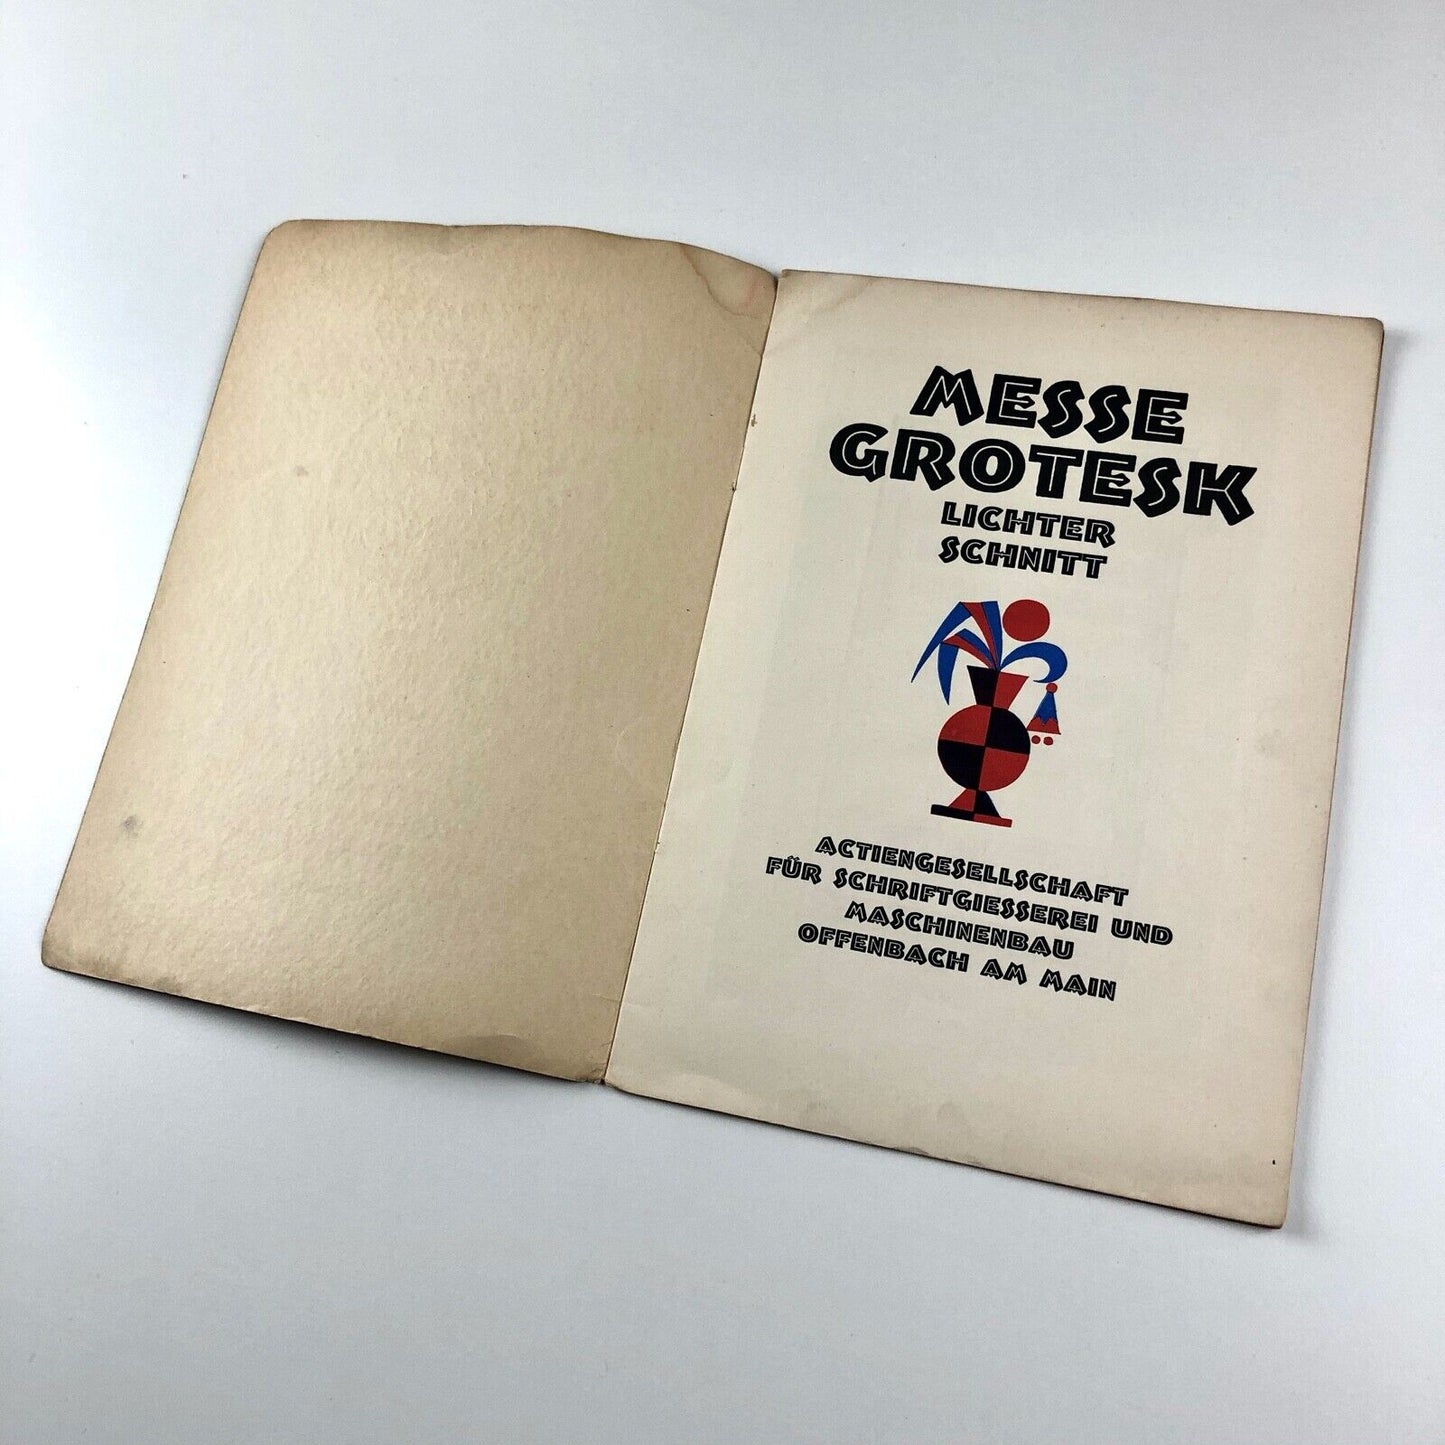 MESSE
GROTESK
LICHTER
SCHNITT
ACTIENGESELLSCHAFT
FÜR SCHRIFTGIESSEREI UND
MASCHINENBAU
OFFENBACH AM MAIN